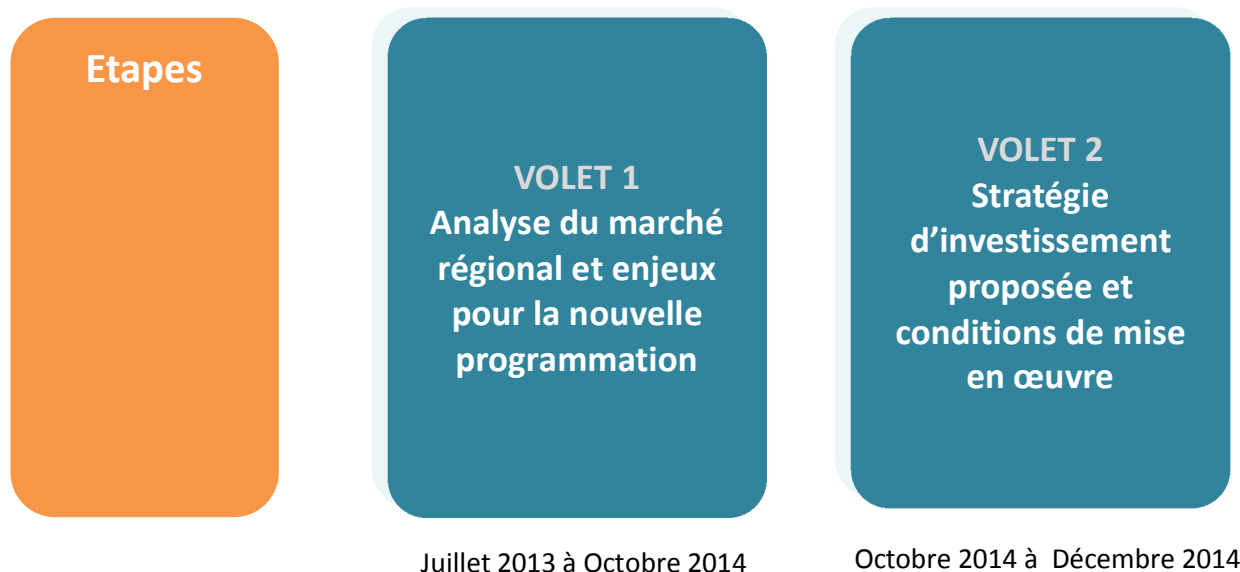 Etapes
VOLET 1
Analyse du marché
régional et enjeux
pour la nouvelle
programmation
VOLET 2
Stratégie
d’investissement
proposée et
conditions de mise
en œuvre
Juillet 2013 à Octobre 2014
Octobre 2014 à  Décembre 2014